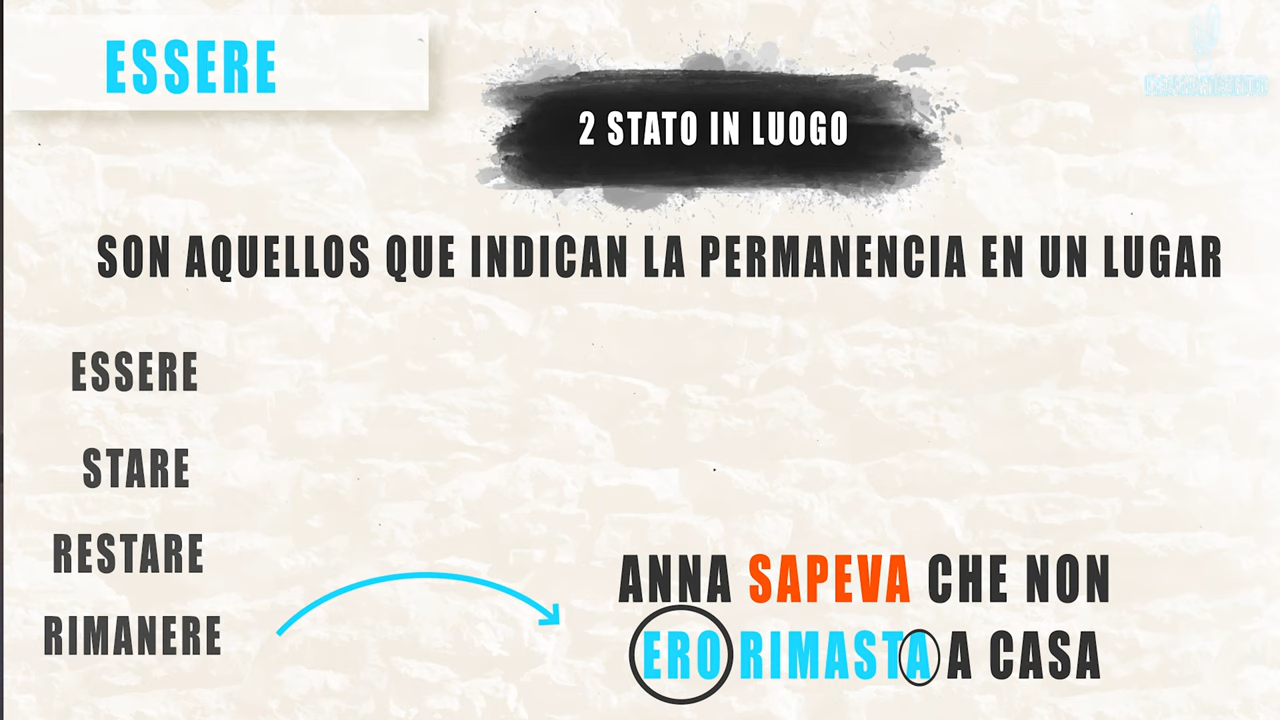 ESSERE
2 STATO IN LUOGO
SON AQUELLOS QUE INDICAN LA PERMANENCIA EN UN LUGAR
ESSERE
STARE
RESTARE
RIMANERE
ANNA SAPEVA CHE NON
ERO RIMASTA A CASA